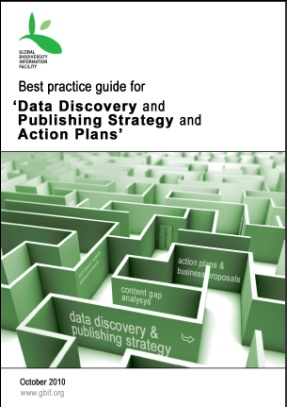 GLOBAL
BIODIVERSITY
INFORMATION
FACILITY
Best practice guide for
‘Data Discovery and
Publishing Strategy and
Action Plans’
action plans &
business proposals
content gap
analysys
data discovery &
publishing strategy
October 2010
www.gbif.org